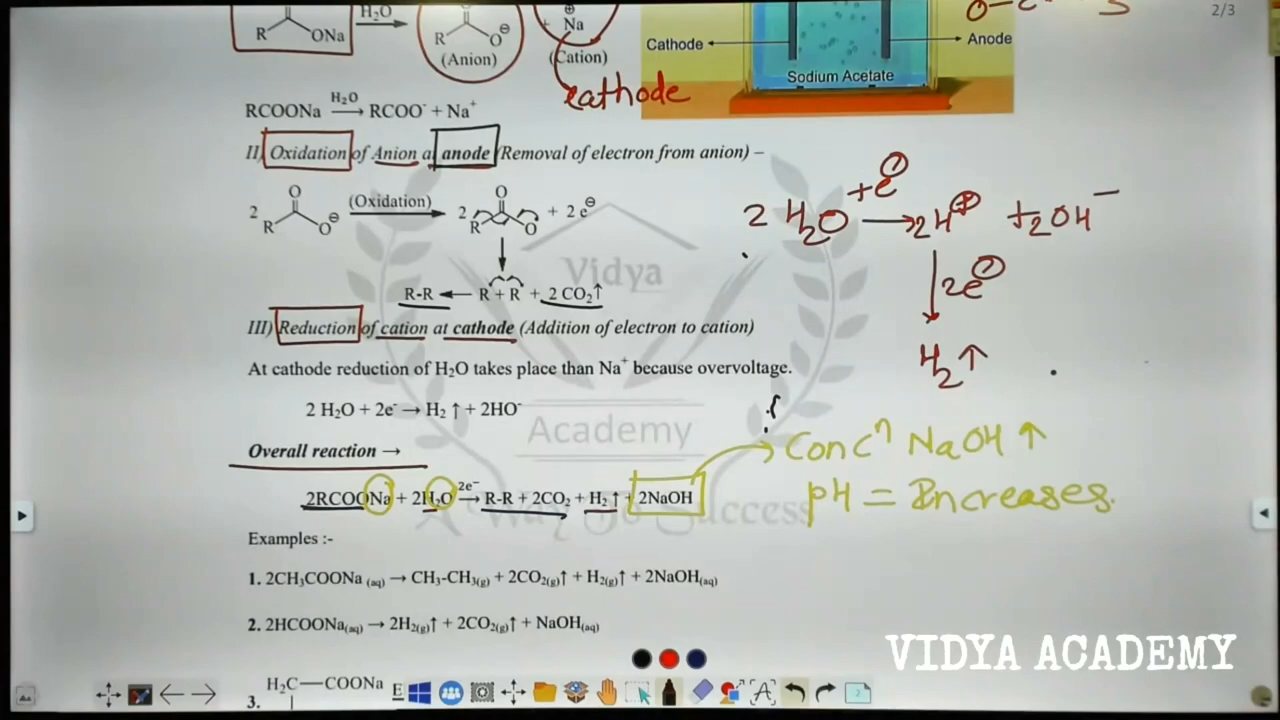 H₂O
R ONa R O⊖ + Na⊕
(Anion) (Cation)
cathode
Cathode
Anode
Sodium Acetate
2/3
RCOONa —H₂O→ RCOO⁻ + Na⁺
II) Oxidation of Anion at anode (Removal of electron from anion) –
2 R O O⊖ (Oxidation) → 2 R O O + 2 e⊖
R-R ← R + R + 2 CO₂↑
2 H₂O +e⊖ → 2H⊕ + 2OH⁻
2e⊖
H₂↑
III) Reduction of cation at cathode (Addition of electron to cation)
At cathode reduction of H₂O takes place than Na⁺ because overvoltage.
2 H₂O + 2e⁻ → H₂ ↑ + 2HO⁻
Overall reaction →
2RCOONa + 2H₂O —2e⁻→ R-R + 2CO₂ + H₂ ↑ + 2NaOH
Concⁿ NaOH ↑
pH = Increases.
Examples :-
1. 2CH₃COONa (aq) → CH₃-CH₃(g) + 2CO₂(g)↑ + H₂(g)↑ + 2NaOH(aq)
2. 2HCOONa(aq) → 2H₂(g)↑ + 2CO₂(g)↑ + NaOH(aq)
3. H₂C—COONa
Vidya
Academy
A Way To Success
VIDYA ACADEMY